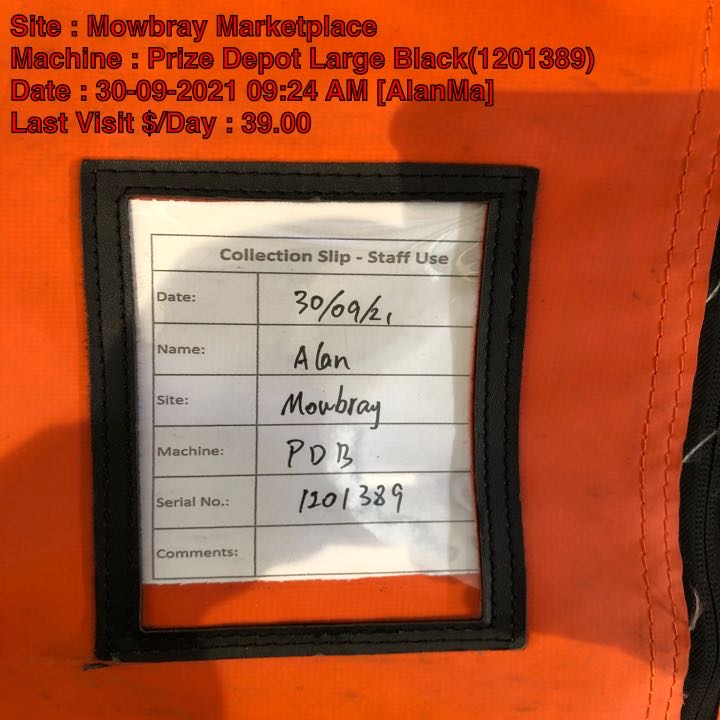 Site : Mowbray Marketplace
Machine : Prize Depot Large Black(1201389)
Date : 30-09-2021 09:24 AM [AlanMa]
Last Visit $/Day : 39.00
Collection Slip - Staff Use
Date: 30/09/21
Name: Alan
Site: Mowbray
Machine: PDB
Serial No.: 1201389
Comments: